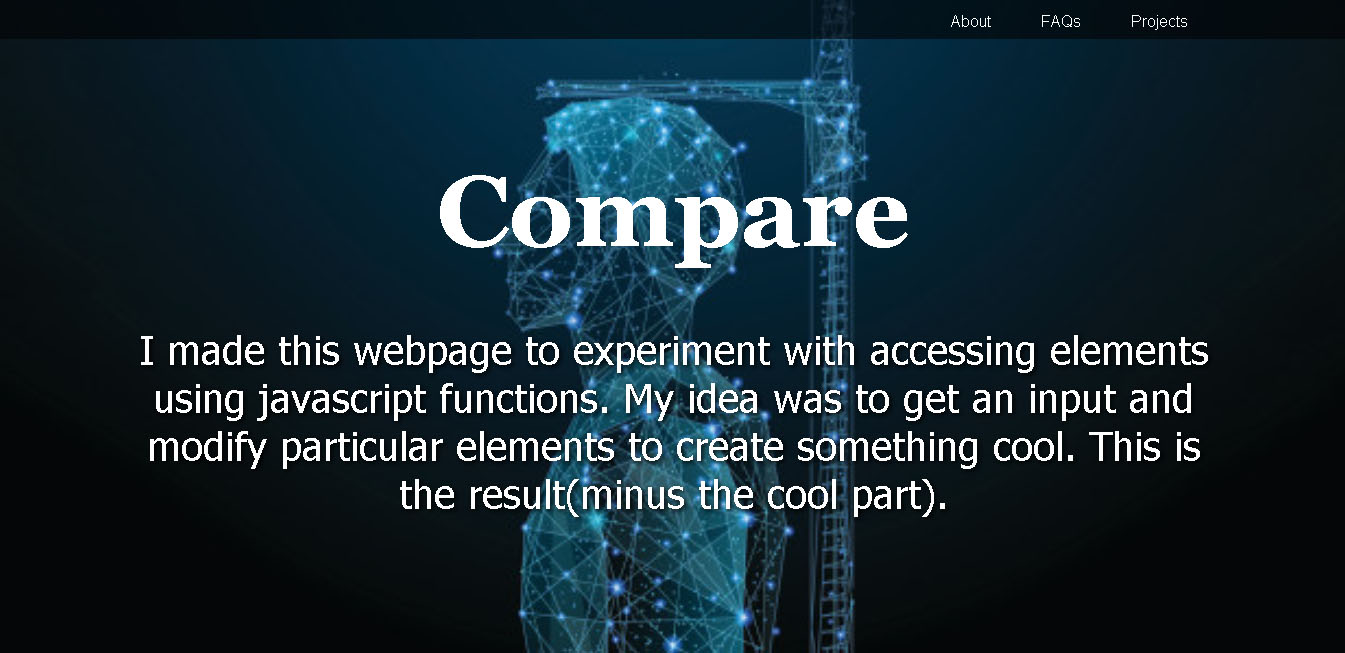 About FAQs Projects
Compare
I made this webpage to experiment with accessing elements
using javascript functions. My idea was to get an input and
modify particular elements to create something cool. This is
the result(minus the cool part).